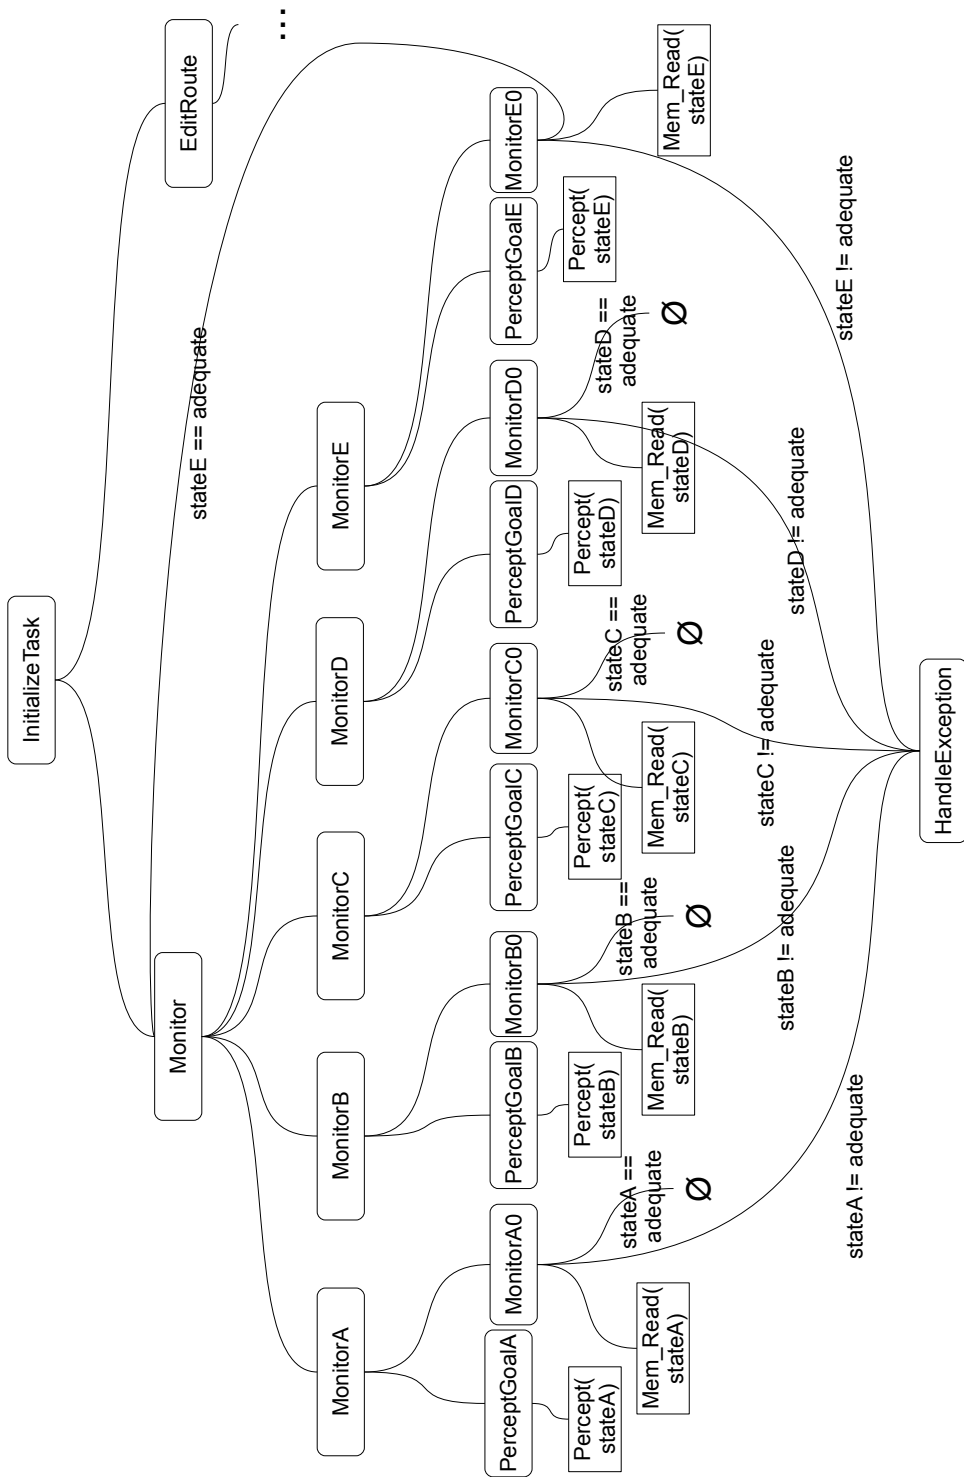 InitializeTask
Monitor
EditRoute
...
stateE == adequate
MonitorA
MonitorB
MonitorC
MonitorD
MonitorE
PerceptGoalA
MonitorA0
PerceptGoalB
MonitorB0
PerceptGoalC
MonitorC0
PerceptGoalD
MonitorD0
PerceptGoalE
MonitorE0
Percept(
stateA)
Mem_Read(
stateA)
stateA ==
adequate
Ø
Percept(
stateB)
Mem_Read(
stateB)
stateB ==
adequate
Ø
Percept(
stateC)
Mem_Read(
stateC)
stateC ==
adequate
Ø
Percept(
stateD)
Mem_Read(
stateD)
stateD ==
adequate
Ø
Percept(
stateE)
Mem_Read(
stateE)
stateA != adequate
stateB != adequate
stateC != adequate
stateD != adequate
stateE != adequate
HandleException